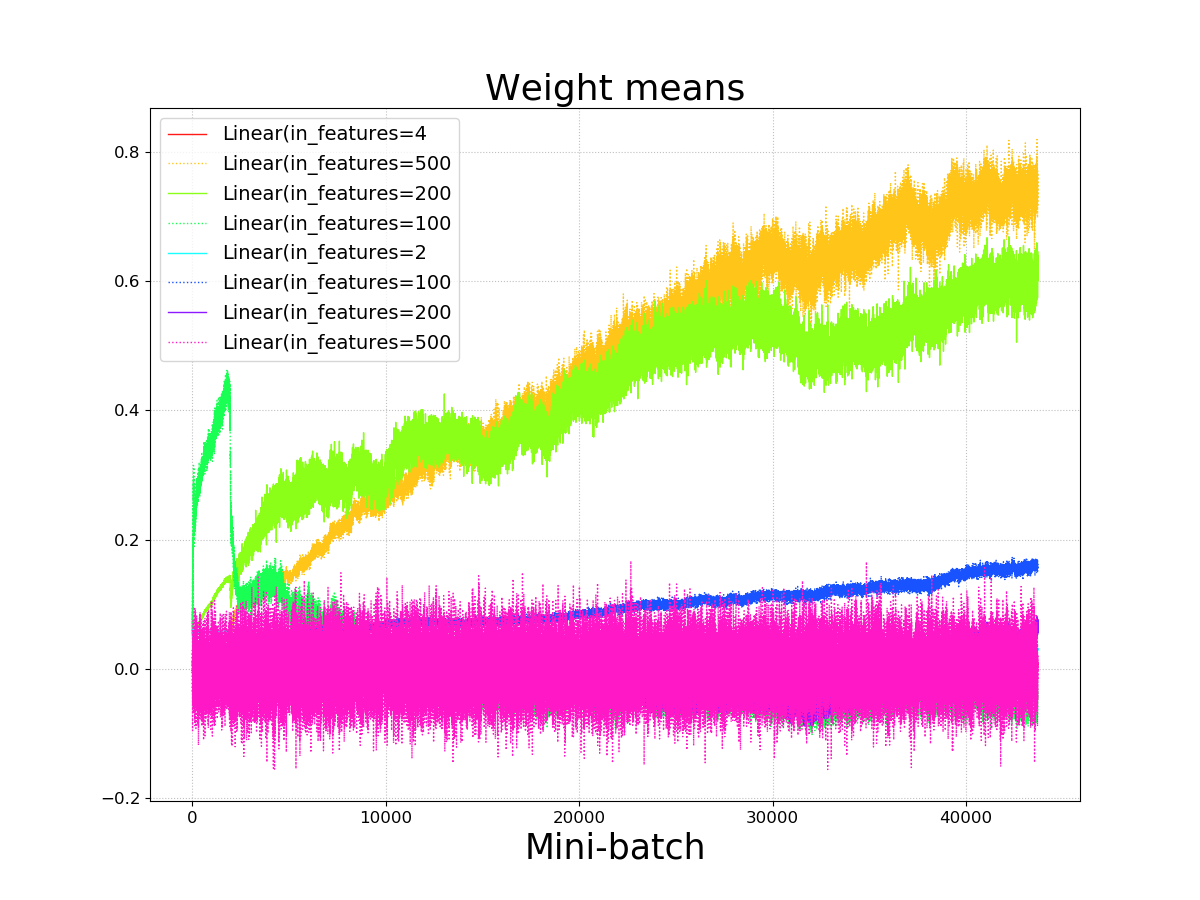 Weight means
Linear(in_features=4
Linear(in_features=500
Linear(in_features=200
Linear(in_features=100
Linear(in_features=2
Linear(in_features=100
Linear(in_features=200
Linear(in_features=500
0.8
0.6
0.4
0.2
0.0
−0.2
0 10000 20000 30000 40000
Mini-batch